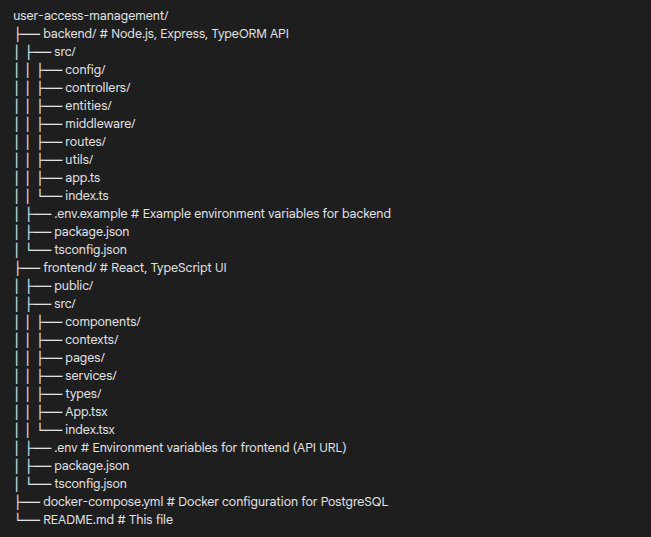 user-access-management/
├── backend/ # Node.js, Express, TypeORM API
│ ├── src/
│ │ ├── config/
│ │ ├── controllers/
│ │ ├── entities/
│ │ ├── middleware/
│ │ ├── routes/
│ │ ├── utils/
│ │ ├── app.ts
│ │ └── index.ts
│ ├── .env.example # Example environment variables for backend
│ ├── package.json
│ └── tsconfig.json
├── frontend/ # React, TypeScript UI
│ ├── public/
│ ├── src/
│ │ ├── components/
│ │ ├── contexts/
│ │ ├── pages/
│ │ ├── services/
│ │ ├── types/
│ │ ├── App.tsx
│ │ └── index.tsx
│ ├── .env # Environment variables for frontend (API URL)
│ ├── package.json
│ └── tsconfig.json
├── docker-compose.yml # Docker configuration for PostgreSQL
└── README.md # This file